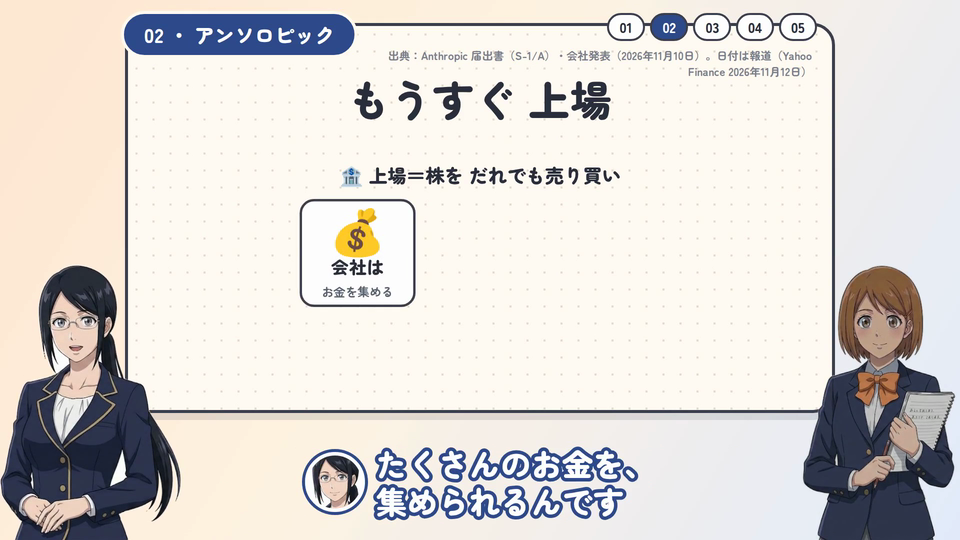 02 ・ アンソロピック
01 02 03 04 05
出典：Anthropic 届出書（S-1/A）・会社発表（2026年11月10日）。日付は報道（Yahoo
Finance 2026年11月12日）
もうすぐ 上場
上場＝株を だれでも売り買い
会社は
お金を集める
たくさんのお金を、
集められるんです